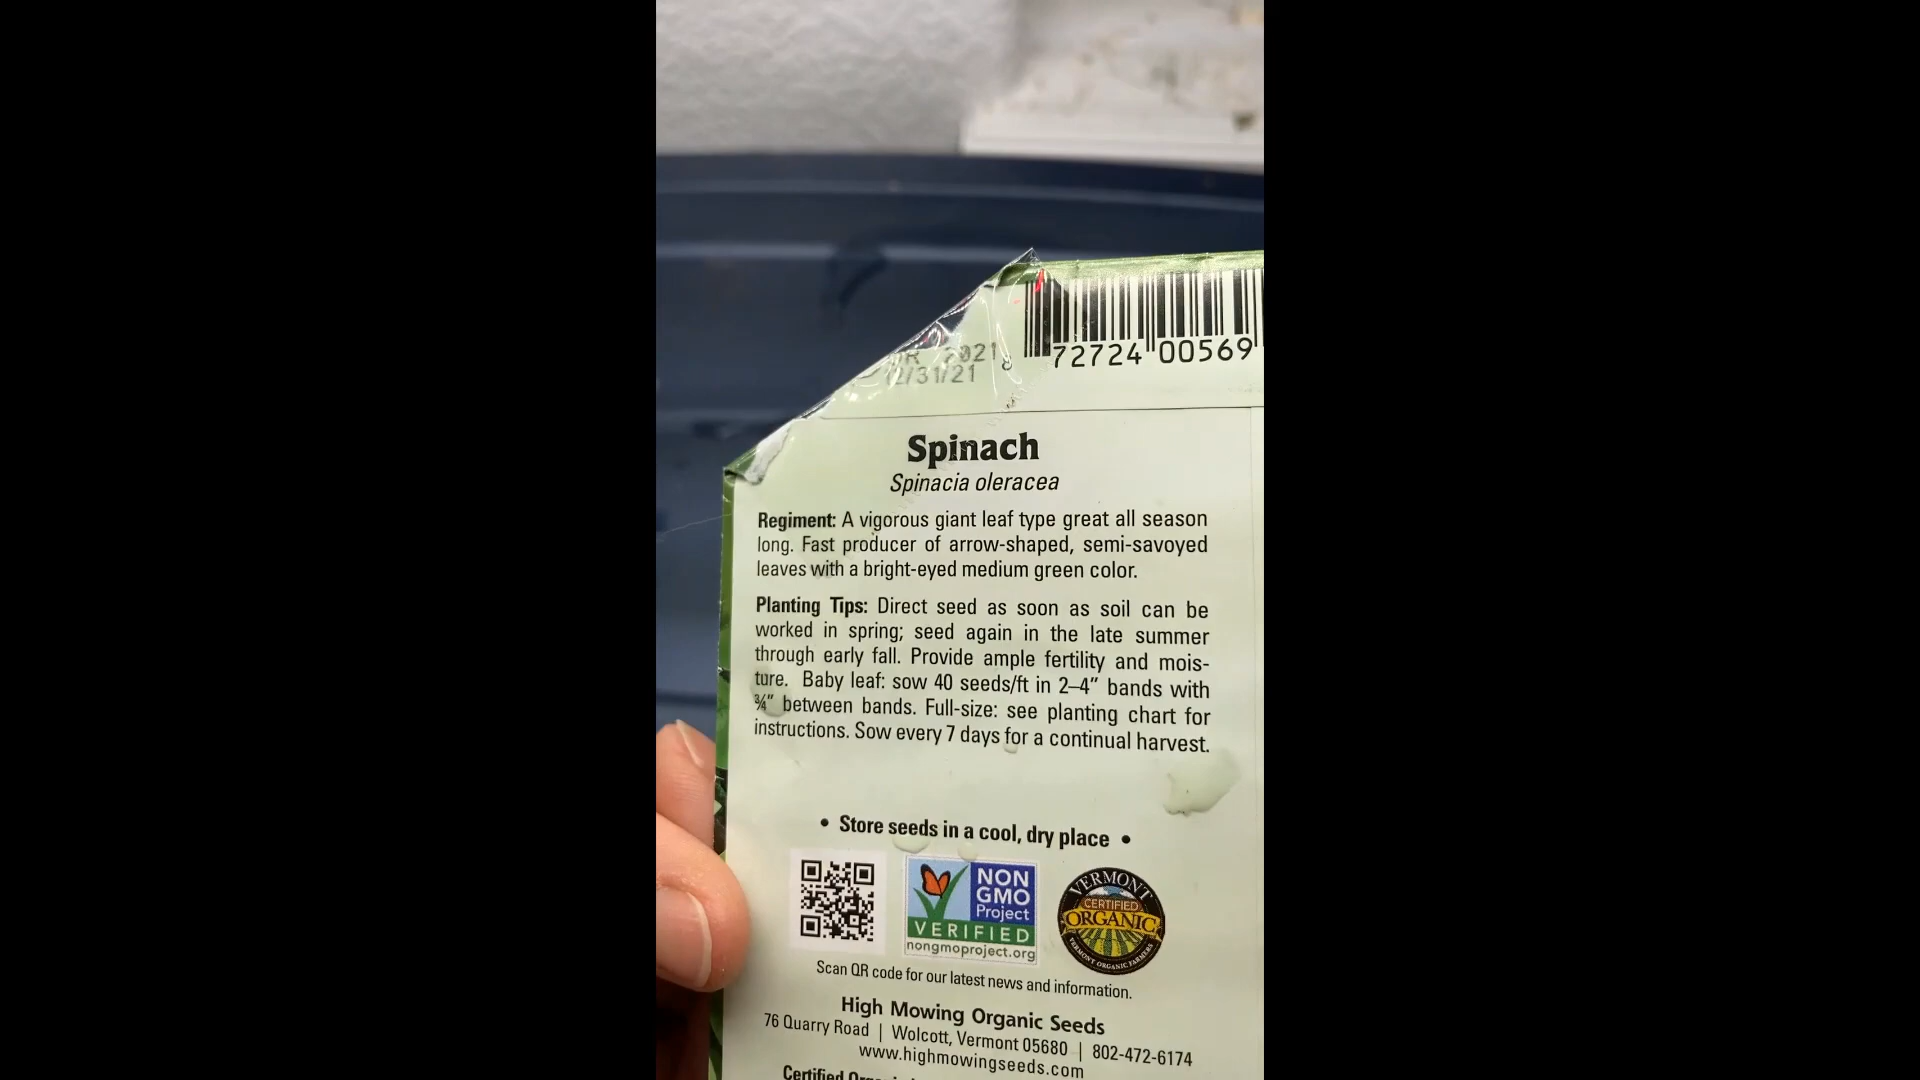 2021
2/31/21
8 72724 00569
Spinach
Spinacia oleracea
Regiment: A vigorous giant leaf type great all season
long. Fast producer of arrow-shaped, semi-savoyed
leaves with a bright-eyed medium green color.
Planting Tips: Direct seed as soon as soil can be
worked in spring; seed again in the late summer
through early fall. Provide ample fertility and mois-
ture. Baby leaf: sow 40 seeds/ft in 2–4" bands with
¾" between bands. Full-size: see planting chart for
instructions. Sow every 7 days for a continual harvest.
• Store seeds in a cool, dry place •
NON
GMO
Project
VERIFIED
nongmoproject.org
VERMONT
CERTIFIED
ORGANIC
VERMONT ORGANIC FARMERS
Scan QR code for our latest news and information.
High Mowing Organic Seeds
76 Quarry Road | Wolcott, Vermont 05680 | 802-472-6174
www.highmowingseeds.com
Certified